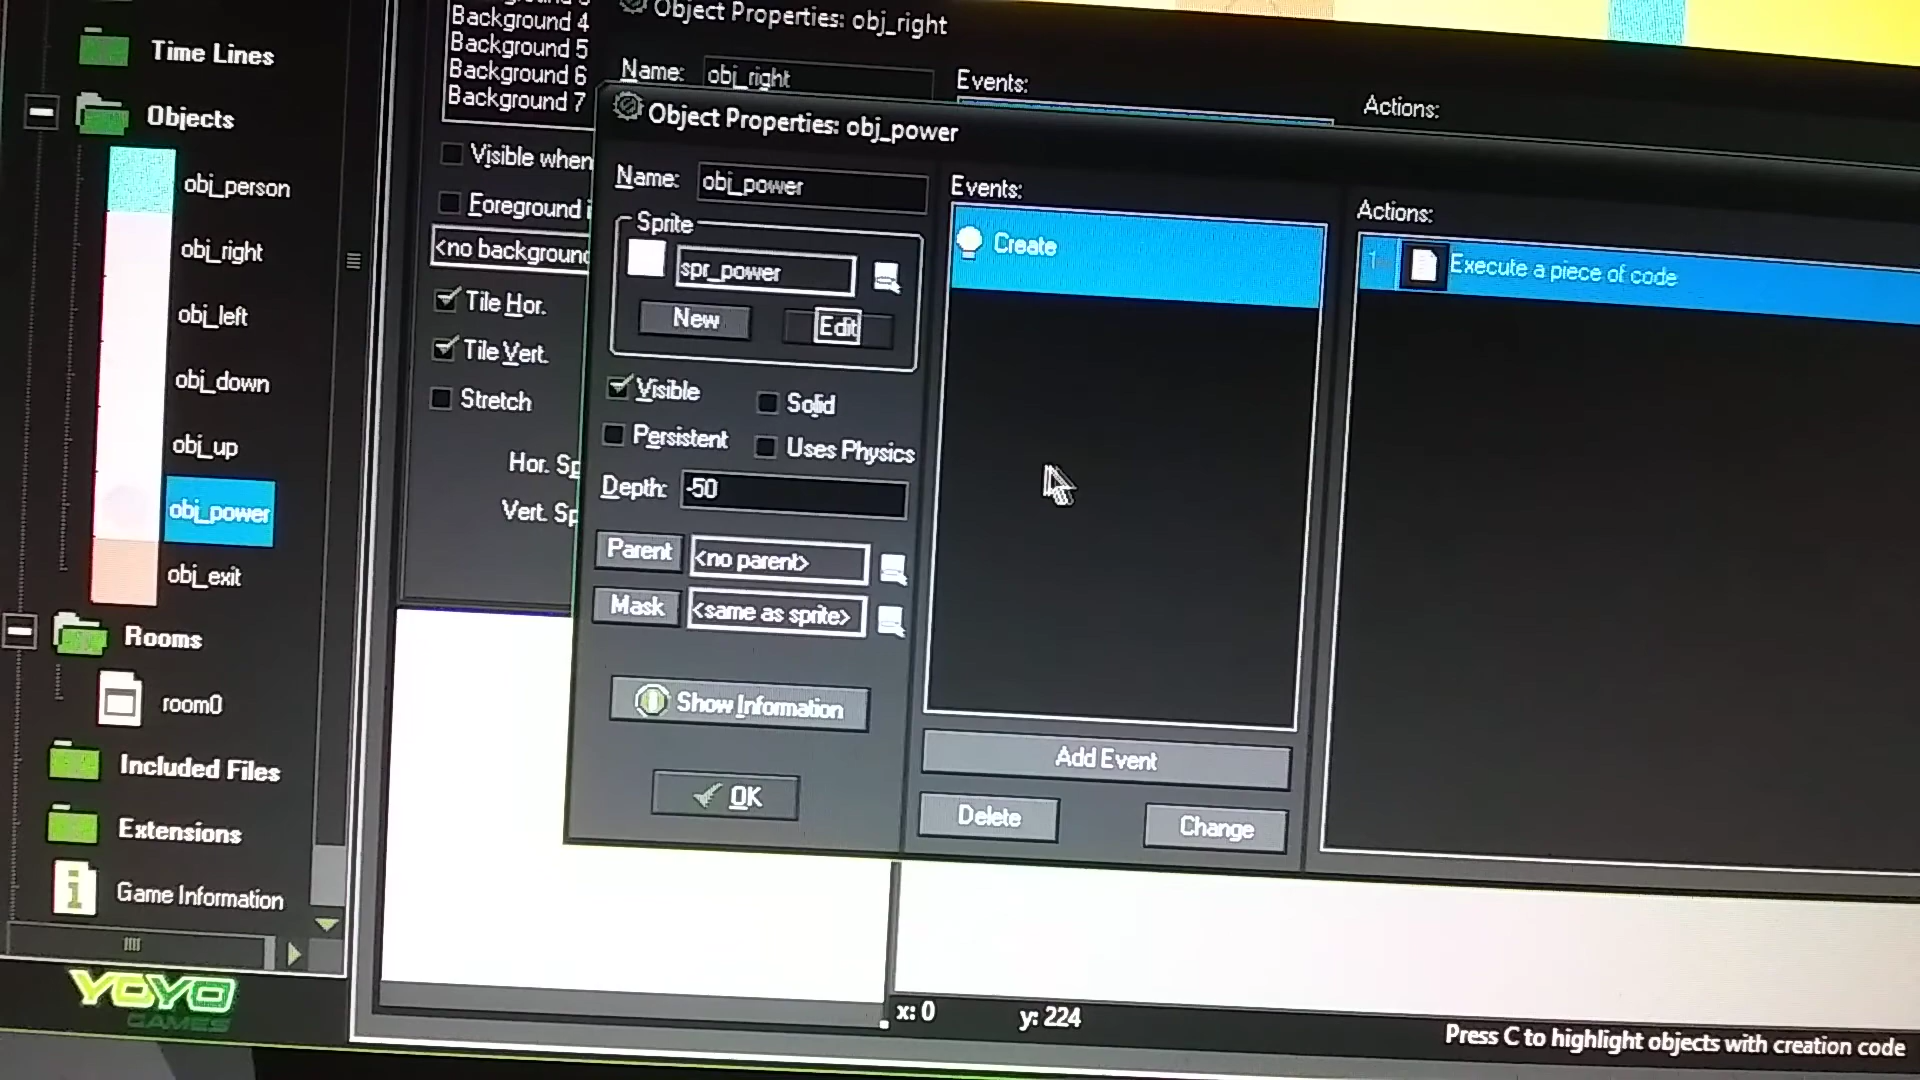 Time Lines
Objects
obj_person
obj_right
obj_left
obj_down
obj_up
obj_power
obj_exit
Rooms
room0
Included Files
Extensions
Game Information
YOYO
GAMES
Background 4
Background 5
Background 6
Background 7
Visible when
Foreground i
<no background
Tile Hor.
Tile Vert.
Stretch
Hor. Sp
Vert. Sp
Object Properties: obj_right
Name: obj_right
Events:
Actions:
Object Properties: obj_power
Name: obj_power
Sprite
spr_power
New
Edit
Visible
Solid
Persistent
Uses Physics
Depth: -50
Parent <no parent>
Mask <same as sprite>
Show Information
OK
Events:
Create
Add Event
Delete
Change
Actions:
Execute a piece of code
x: 0
y: 224
Press C to highlight objects with creation code